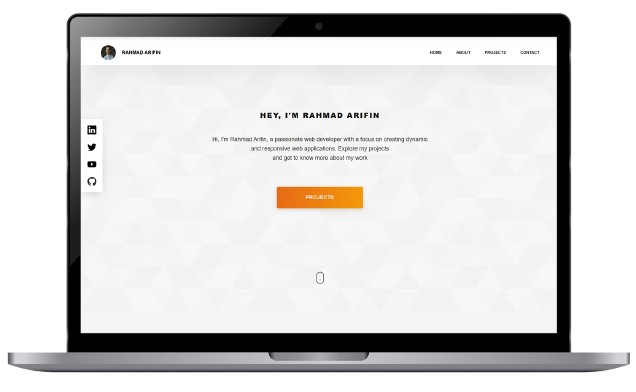 RAHMAD ARIFIN
HOME ABOUT PROJECTS CONTACT
HEY, I'M RAHMAD ARIFIN
Hi, I'm Rahmad Arifin, a passionate web developer with a focus on creating dynamic
and responsive web applications. Explore my projects
and get to know more about my work
PROJECTS